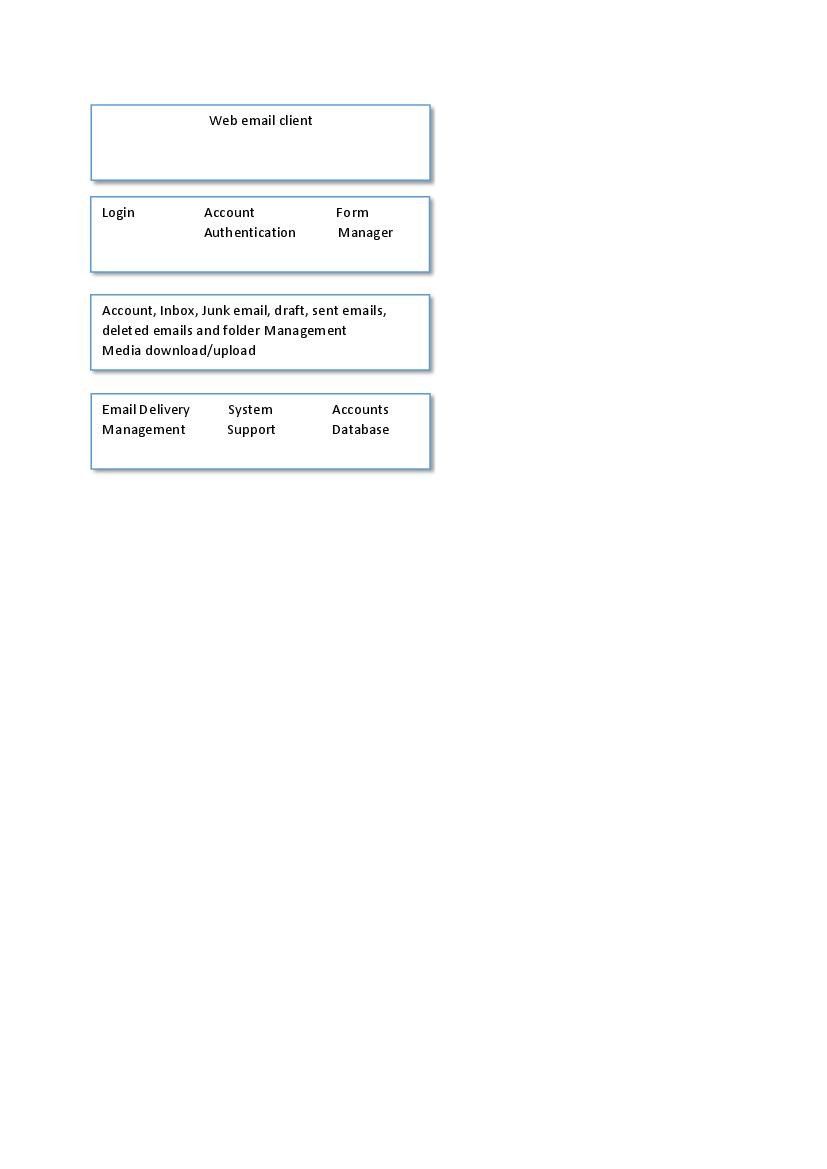 Web email client
Login Account Form
Authentication Manager
Account, Inbox, Junk email, draft, sent emails,
deleted emails and folder Management
Media download/upload
Email Delivery System Accounts
Management Support Database